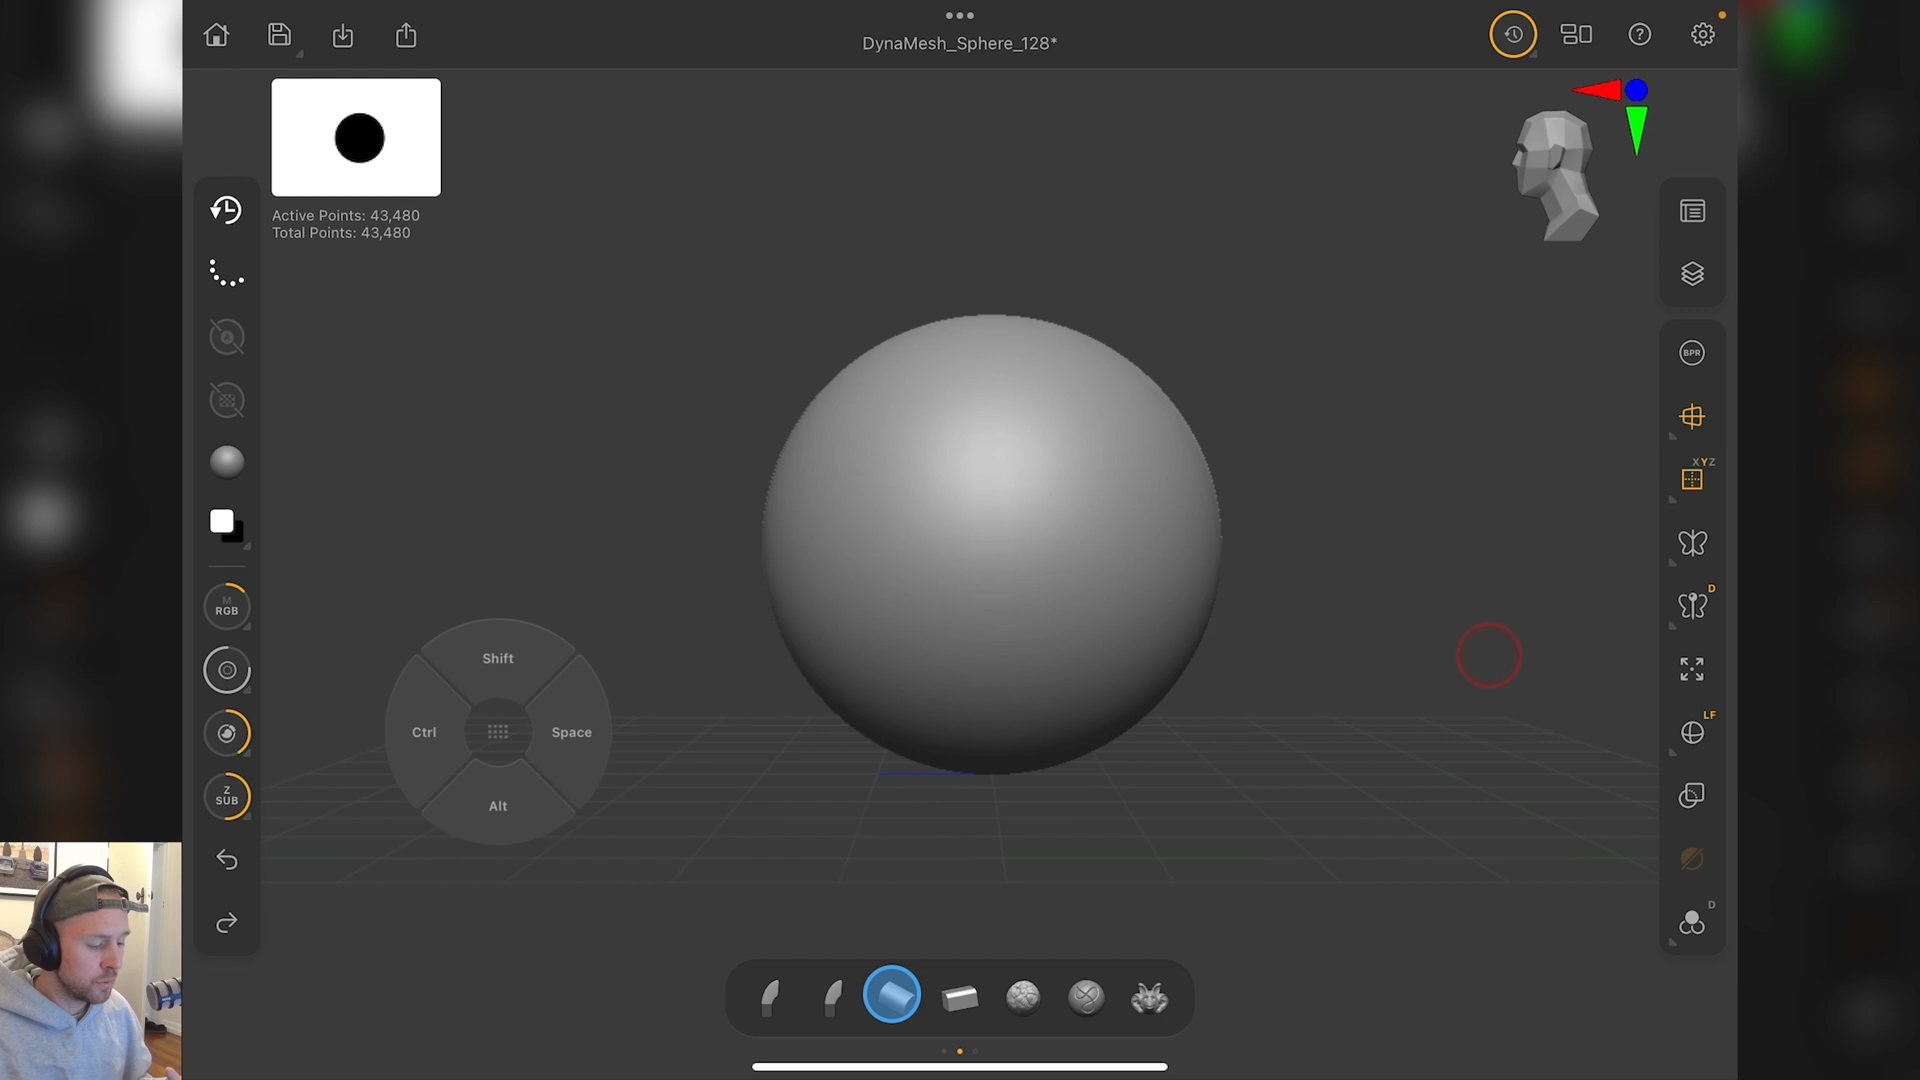 DynaMesh_Sphere_128*
Active Points: 43,480
Total Points: 43,480
BPR
XYZ
D
LF
D
M
RGB
Z
SUB
Shift
Ctrl
Space
Alt